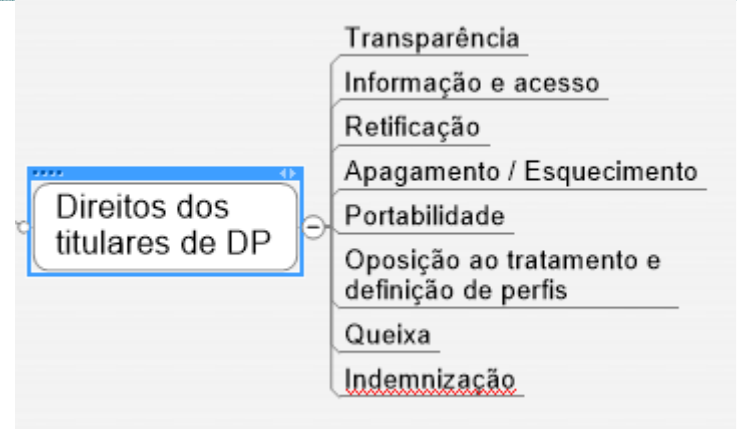 Direitos dos
titulares de DP
Transparência
Informação e acesso
Retificação
Apagamento / Esquecimento
Portabilidade
Oposição ao tratamento e
definição de perfis
Queixa
Indemnização